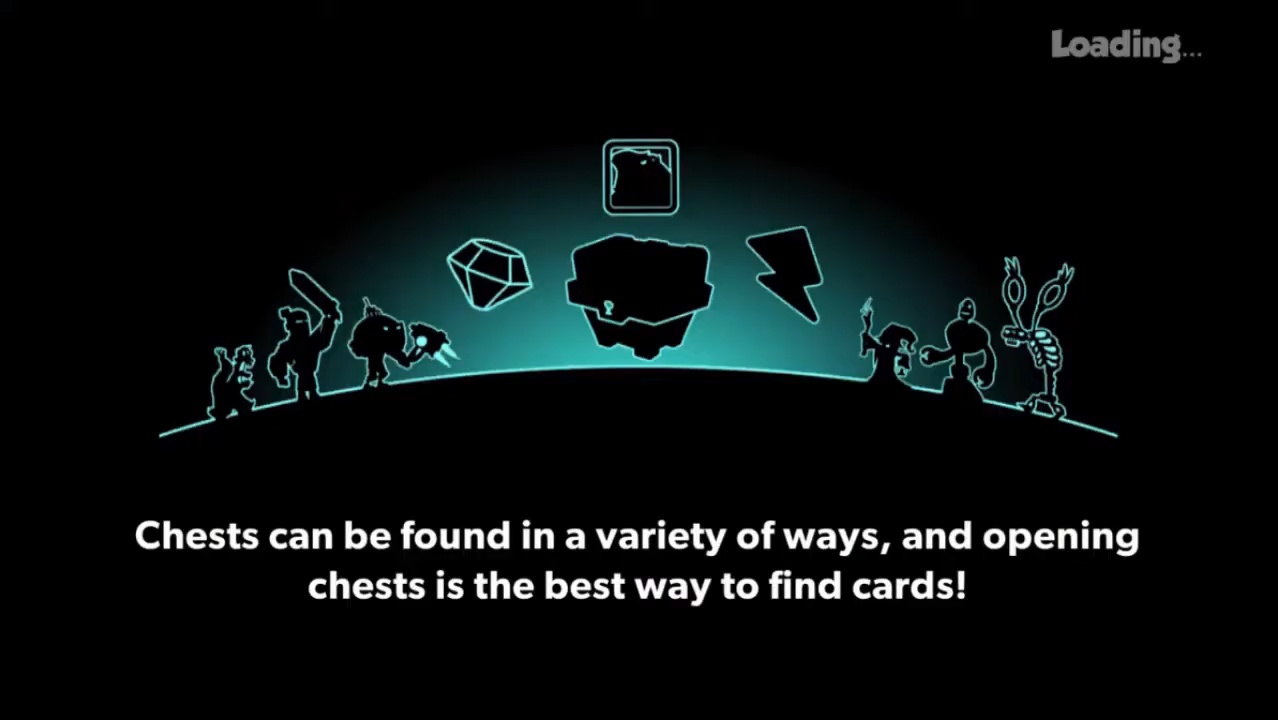 Loading...
Chests can be found in a variety of ways, and opening
chests is the best way to find cards!